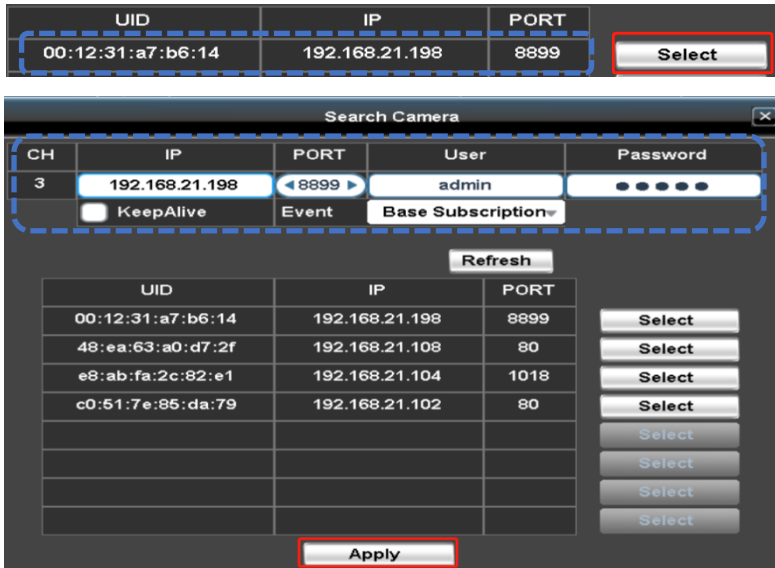 UID IP PORT
00:12:31:a7:b6:14 192.168.21.198 8899 Select
Search Camera
CH IP PORT User Password
3 192.168.21.198 8899 admin ●●●●●
KeepAlive Event Base Subscription
Refresh
UID IP PORT
00:12:31:a7:b6:14 192.168.21.198 8899 Select
48:ea:63:a0:d7:2f 192.168.21.108 80 Select
e8:ab:fa:2c:82:e1 192.168.21.104 1018 Select
c0:51:7e:85:da:79 192.168.21.102 80 Select
Select
Select
Select
Select
Apply